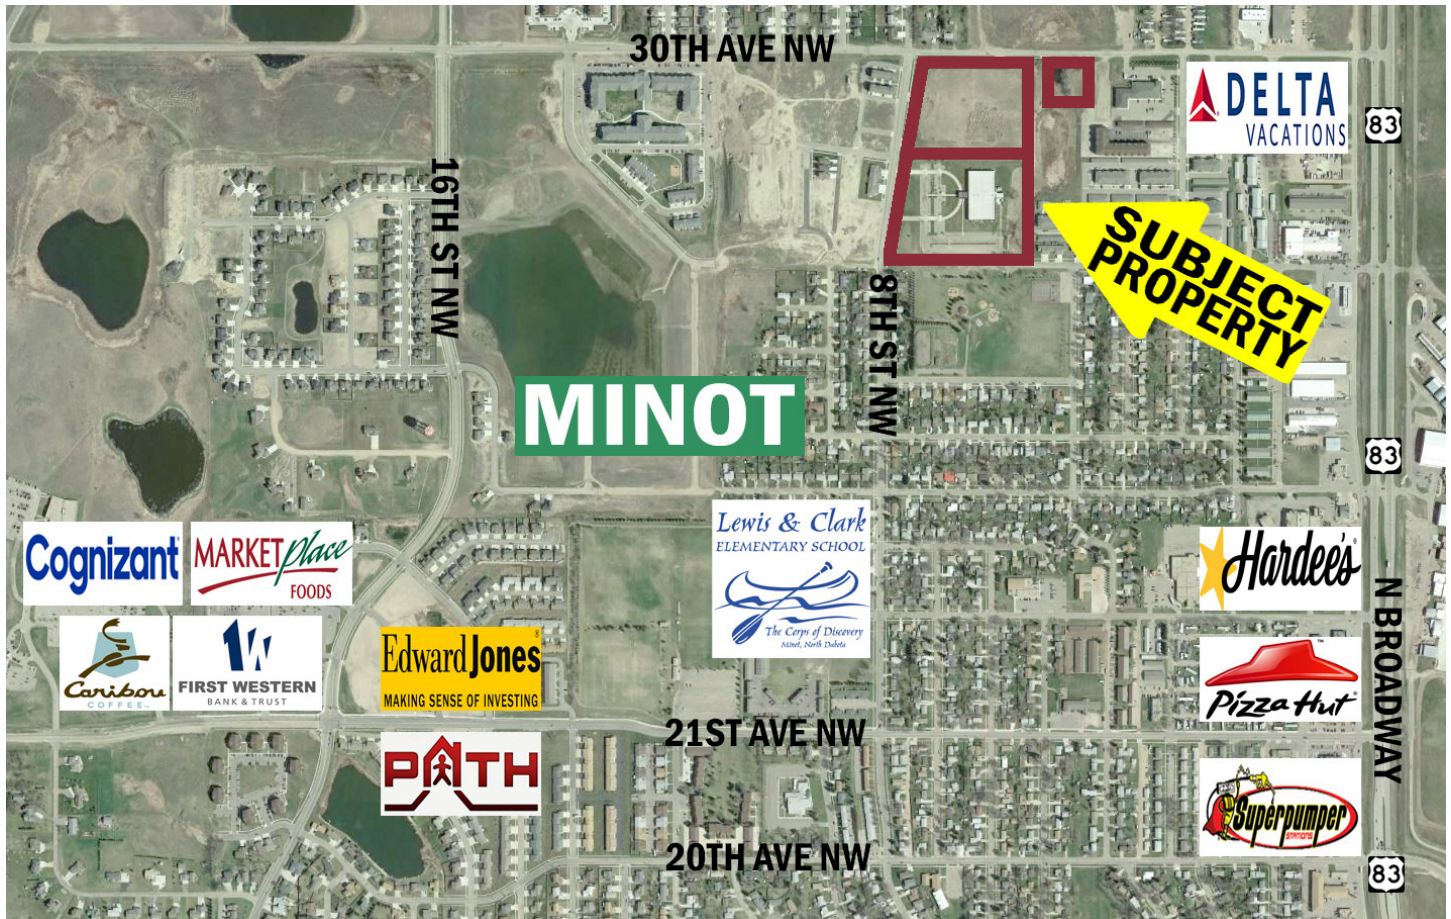 30TH AVE NW
DELTA
VACATIONS
83
16TH ST NW
SUBJECT
PROPERTY
8TH ST NW
MINOT
83
Cognizant
MARKETplace
FOODS
Lewis & Clark
ELEMENTARY SCHOOL
The Corps of Discovery
Minot, North Dakota
Hardee's
N BROADWAY
Caribou
COFFEE
FIRST WESTERN
BANK & TRUST
Edward Jones
MAKING SENSE OF INVESTING
Pizza Hut
21ST AVE NW
PATH
Superpumper
STATIONS
20TH AVE NW
83